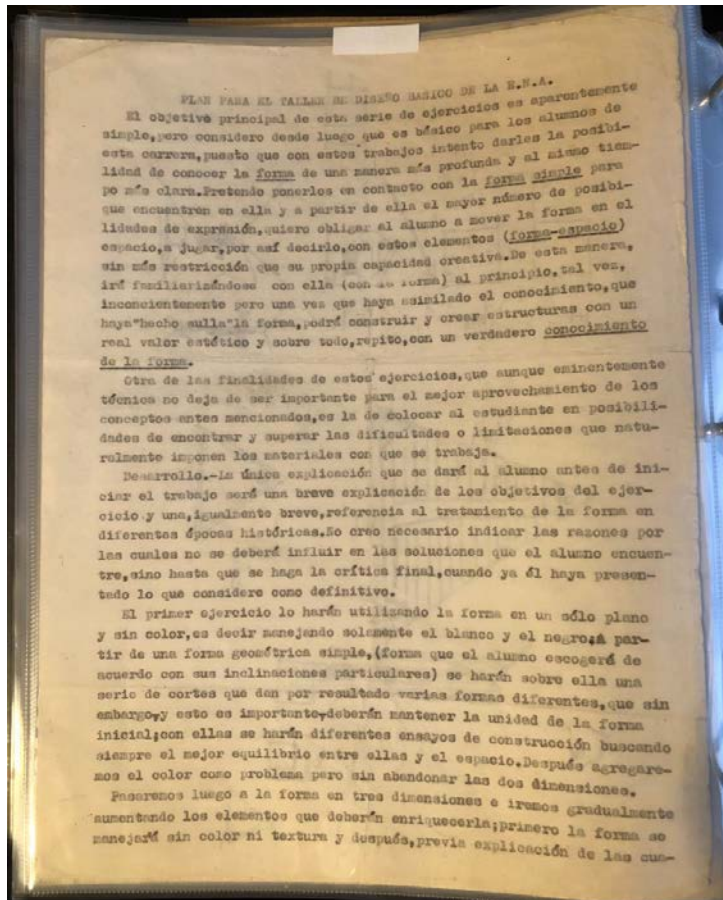 PLAN PARA EL TALLER DE DISEÑO BASICO DE LA E.N.A.
El objetivo principal de esta serie de ejercicios es aparentemente
simple,pero considero desde luego que es básico para los alumnos de
esta carrera,puesto que con estos trabajos intento darles la posibi-
lidad de conocer la forma de una manera más profunda y al mismo tiem-
po más clara.Pretendo ponerlos en contacto con la forma simple para
que encuentren en ella y a partir de ella el mayor número de posibi-
lidades de expresión,quiero obligar al alumno a mover la forma en el
espacio,a jugar,por así decirlo,con estos elementos (forma-espacio)
sin más restricción que su propia capacidad creativa.De esta manera,
irá familiarizándose con ella (con la forma) al principio,tal vez,
inconcientemente pero una vez que haya asimilado el conocimiento,que
haya"hecho sulla"la forma,podrá construir y crear estructuras con un
real valor estético y sobre todo,repito,con un verdadero conocimiento
de la forma.
Otra de las finalidades de estos ejercicios,que aunque eminentemente
técnico no deja de ser importante para el mejor aprovechamiento de los
conceptos antes mencionados,es la de colocar al estudiante en posibili-
dades de encontrar y superar las dificultades o limitaciones que natu-
ralmente imponen los materiales con que se trabaja.
Desarrollo.-La única explicación que se dará al alumno antes de ini-
ciar el trabajo será una breve explicación de los objetivos del ejer-
cicio y una,igualmente breve,referencia al tratamiento de la forma en
diferentes épocas históricas.No creo necesario indicar las razones por
las cuales no se deberá influir en las soluciones que el alumno encuen-
tre,sino hasta que se haga la crítica final,cuando ya él haya presen-
tado lo que considere como definitivo.
El primer ejercicio lo harán utilizando la forma en un sólo plano
y sin color,es decir manejando solamente el blanco y el negro;A par-
tir de una forma geométrica simple,(forma que el alumno escogerá de
acuerdo con sus inclinaciones particulares) se harán sobre ella una
serie de cortes que dan por resultado varias formas diferentes,que sin
embargo,y esto es importante,deberán mantener la unidad de la forma
inicial;con ellas se harán diferentes ensayos de construcción buscando
siempre el mejor equilibrio entre ellas y el espacio.Después agregare-
mos el color como problema pero sin abandonar las dos dimensiones.
Pasaremos luego a la forma en tres dimensiones e iremos gradualmente
aumentando los elementos que deberán enriquecerla;primero la forma se
manejará sin color ni textura y después,previa explicación de las cua-